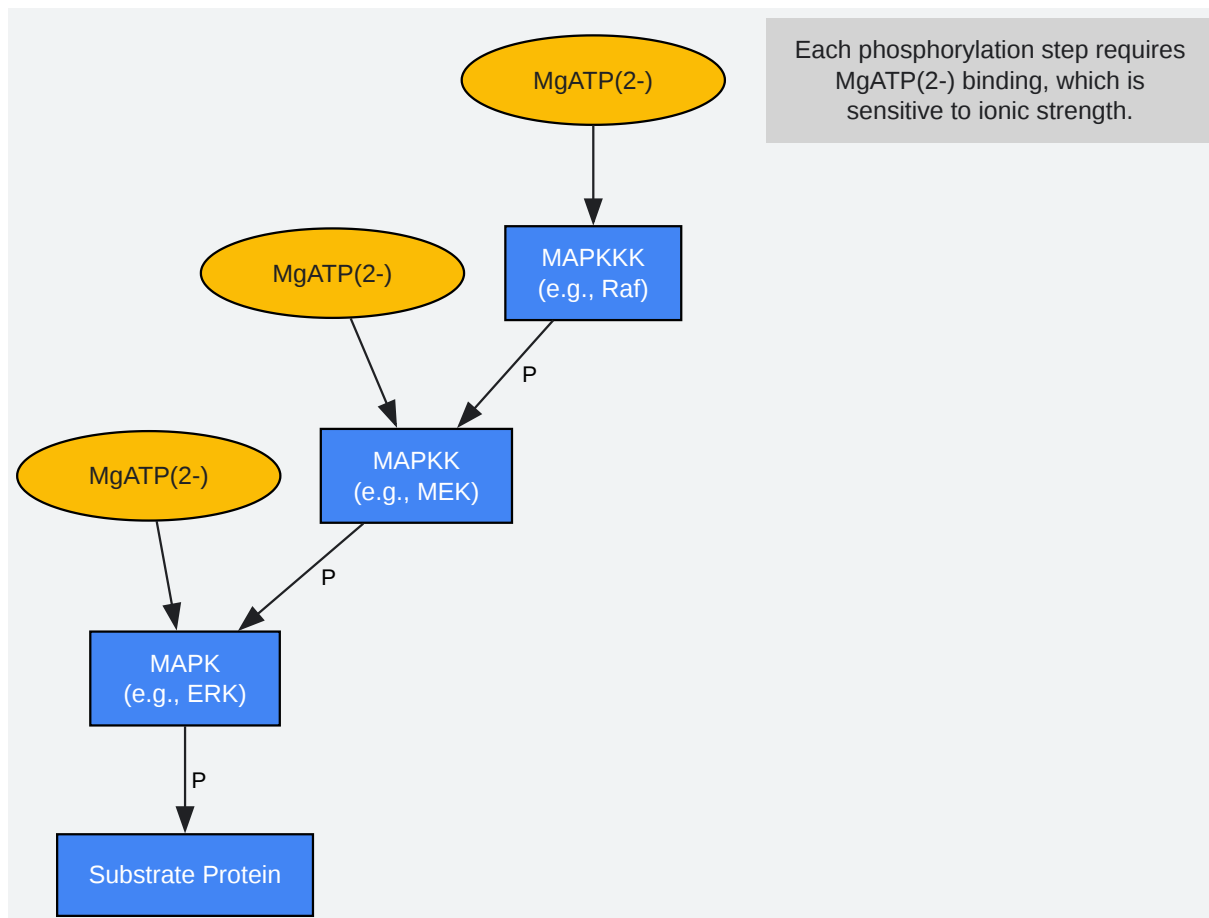 MgATP(2-)
Each phosphorylation step requires
MgATP(2-) binding, which is
sensitive to ionic strength.
MgATP(2-)
MAPKKK
(e.g., Raf)
P
MgATP(2-)
MAPKK
(e.g., MEK)
P
MAPK
(e.g., ERK)
P
Substrate Protein